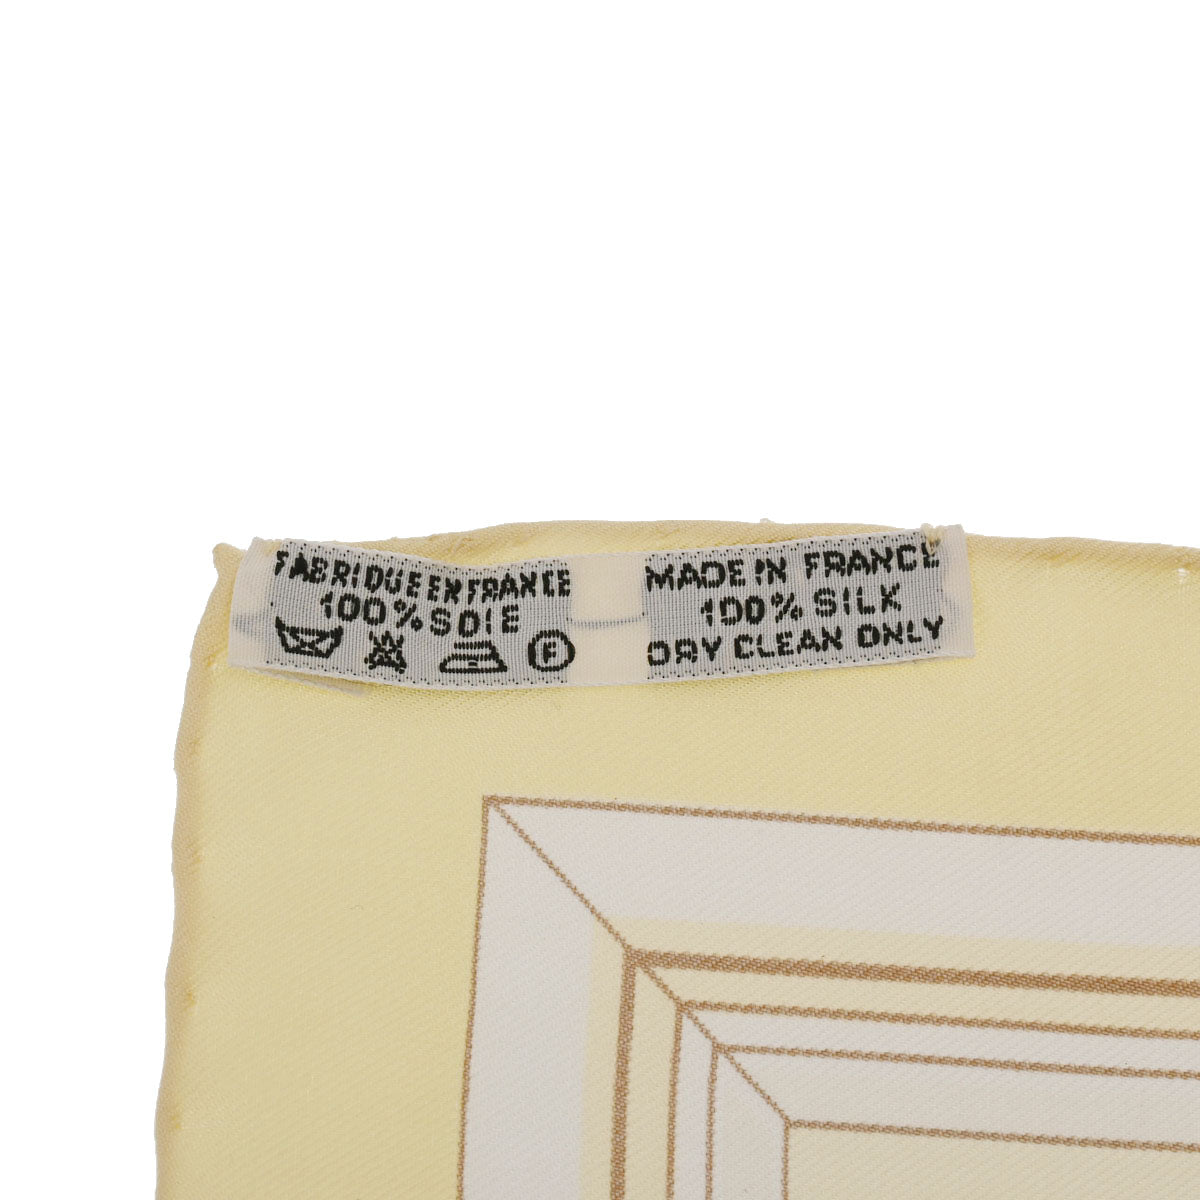 FABRIQUE EN FRANCE
100% SOIE
F
MADE IN FRANCE
100% SILK
DRY CLEAN ONLY